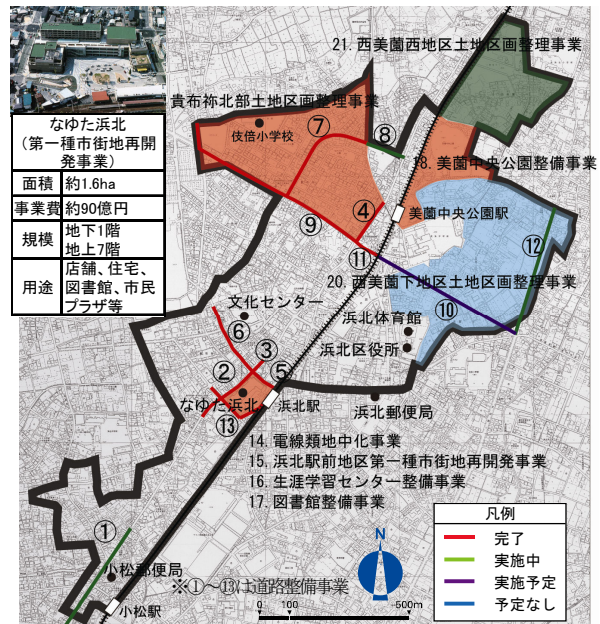 21. 西美薗西地区土地区画整理事業
なゆた浜北
（第一種市街地再開
発事業）
面積 約1.6ha
事業費 約90億円
規模 地下1階
地上7階
用途 店舗、住宅、
図書館、市民
プラザ等
貴布祢北部土地区画整理事業
伎倍小学校
⑦
⑧
18. 美薗中央公園整備事業
④
美薗中央公園駅
⑨
⑪
⑫
20. 西美薗下地区土地区画整理事業
文化センター
⑩
⑥
浜北体育館
③
浜北区役所
②
⑤
なゆた浜北
浜北駅
浜北郵便局
⑬
14. 電線類地中化事業
15. 浜北駅前地区第一種市街地再開発事業
16. 生涯学習センター整備事業
17. 図書館整備事業
①
小松郵便局
※①～⑬は道路整備事業
小松駅
N
0 100 500m
凡例
完了
実施中
実施予定
予定なし